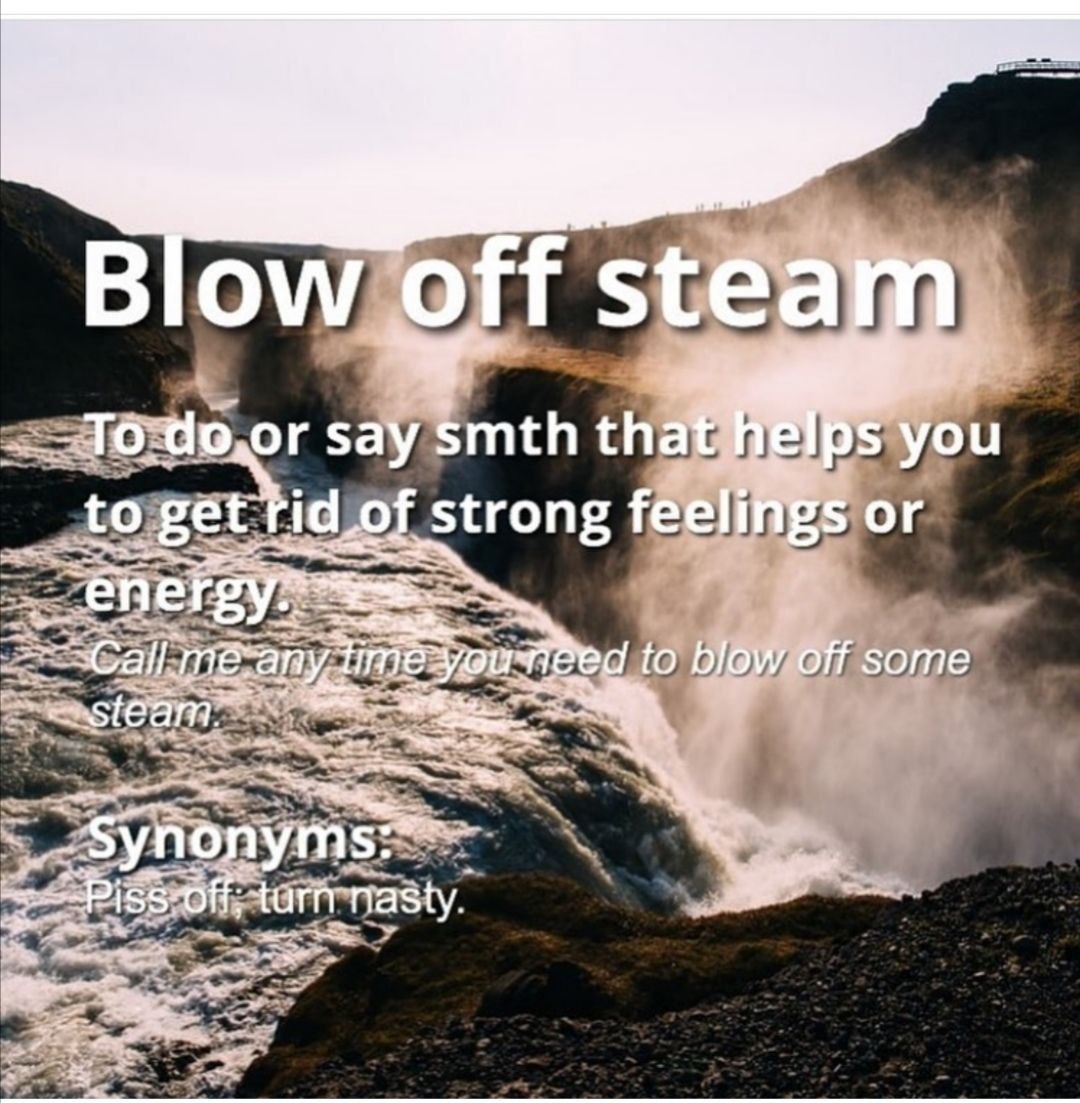 Blow off steam
To do or say smth that helps you
to get rid of strong feelings or
energy.
Call me any time you need to blow off some
steam.
Synonyms:
Piss off; turn nasty.